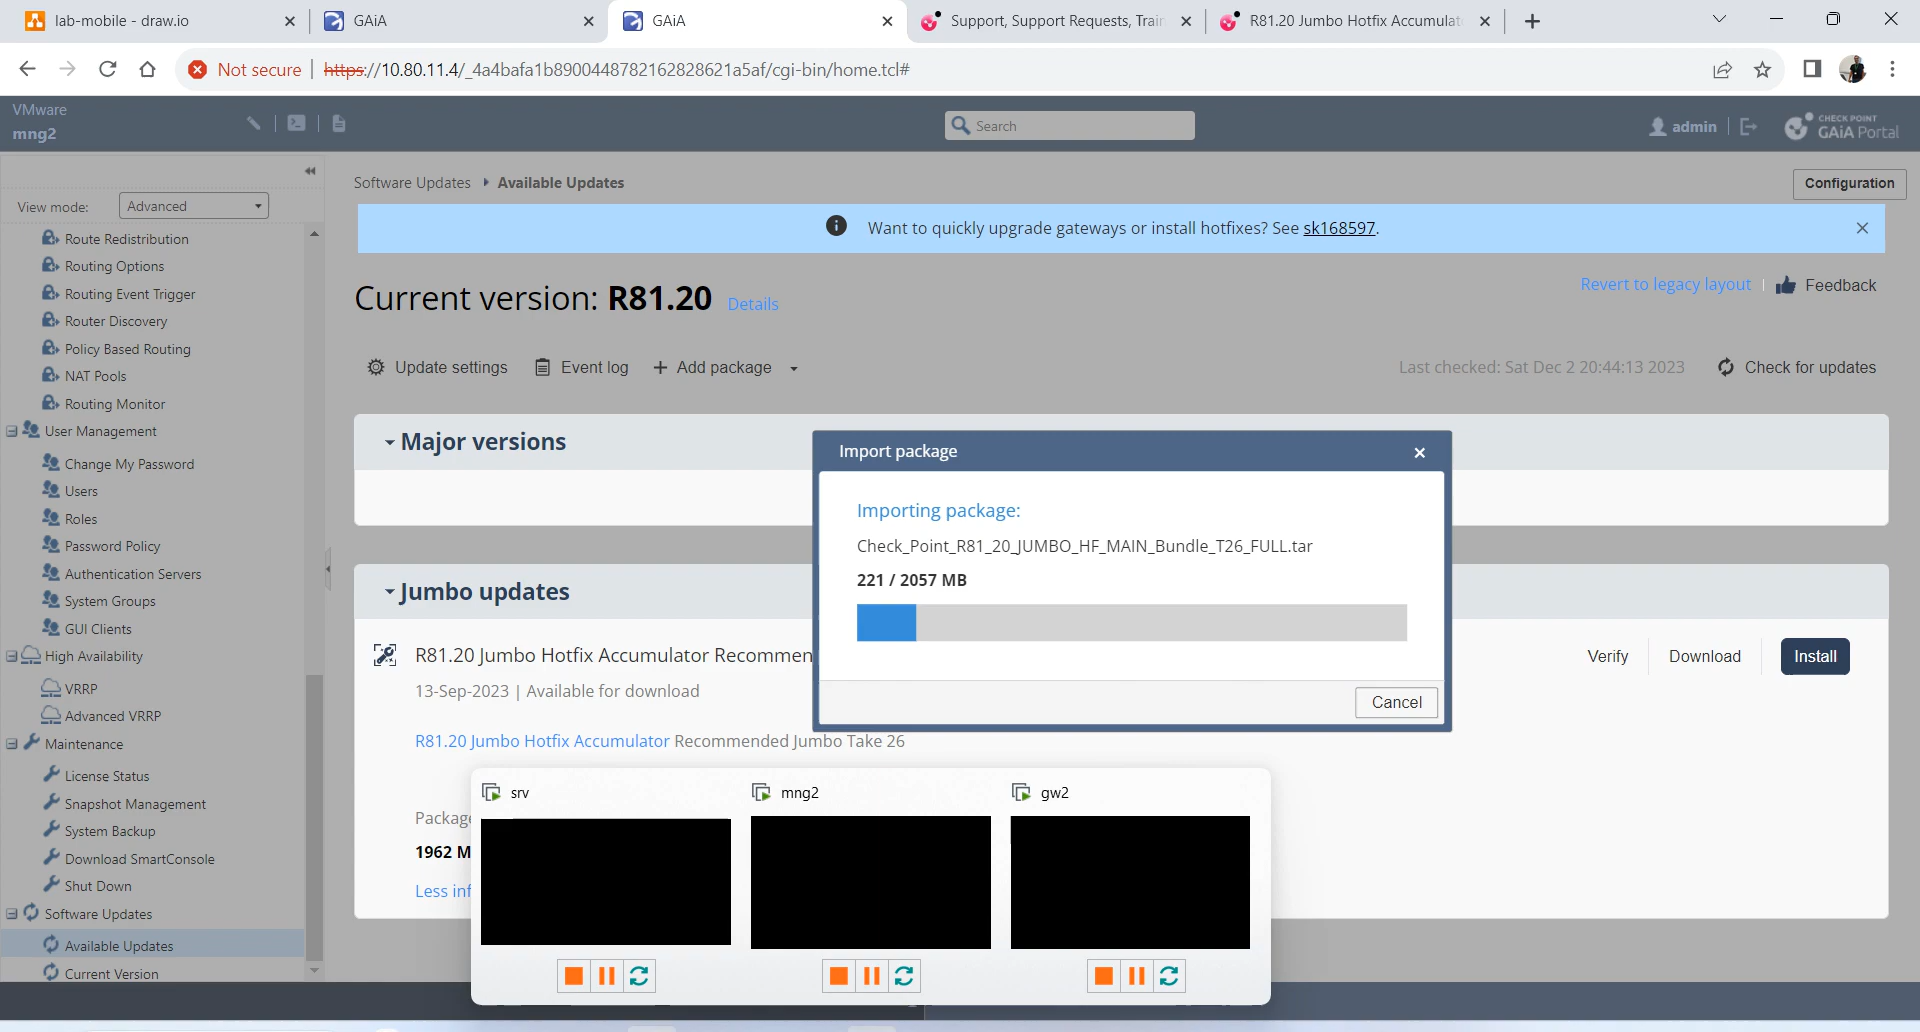 lab-mobile - draw.io
GAiA
GAiA
Support, Support Requests, Train
R81.20 Jumbo Hotfix Accumulat
Not secure
https://10.80.11.4/_4a4bafa1b8900448782162828621a5af/cgi-bin/home.tcl#
VMware
mng2
Search
admin
CHECK POINT
GAiA Portal
View mode:
Advanced
Route Redistribution
Routing Options
Routing Event Trigger
Router Discovery
Policy Based Routing
NAT Pools
Routing Monitor
User Management
Change My Password
Users
Roles
Password Policy
Authentication Servers
System Groups
GUI Clients
High Availability
VRRP
Advanced VRRP
Maintenance
License Status
Snapshot Management
System Backup
Download SmartConsole
Shut Down
Software Updates
Available Updates
Current Version
Software Updates
Available Updates
Configuration
Want to quickly upgrade gateways or install hotfixes? See sk168597.
Current version: R81.20 Details
Revert to legacy layout
Feedback
Update settings
Event log
Add package
Last checked: Sat Dec 2 20:44:13 2023
Check for updates
Major versions
Import package
Importing package:
Check_Point_R81_20_JUMBO_HF_MAIN_Bundle_T26_FULL.tar
221 / 2057 MB
Cancel
Jumbo updates
R81.20 Jumbo Hotfix Accumulator Recommen
13-Sep-2023 | Available for download
Verify
Download
Install
R81.20 Jumbo Hotfix Accumulator Recommended Jumbo Take 26
Package
1962 M
Less inf
srv
mng2
gw2